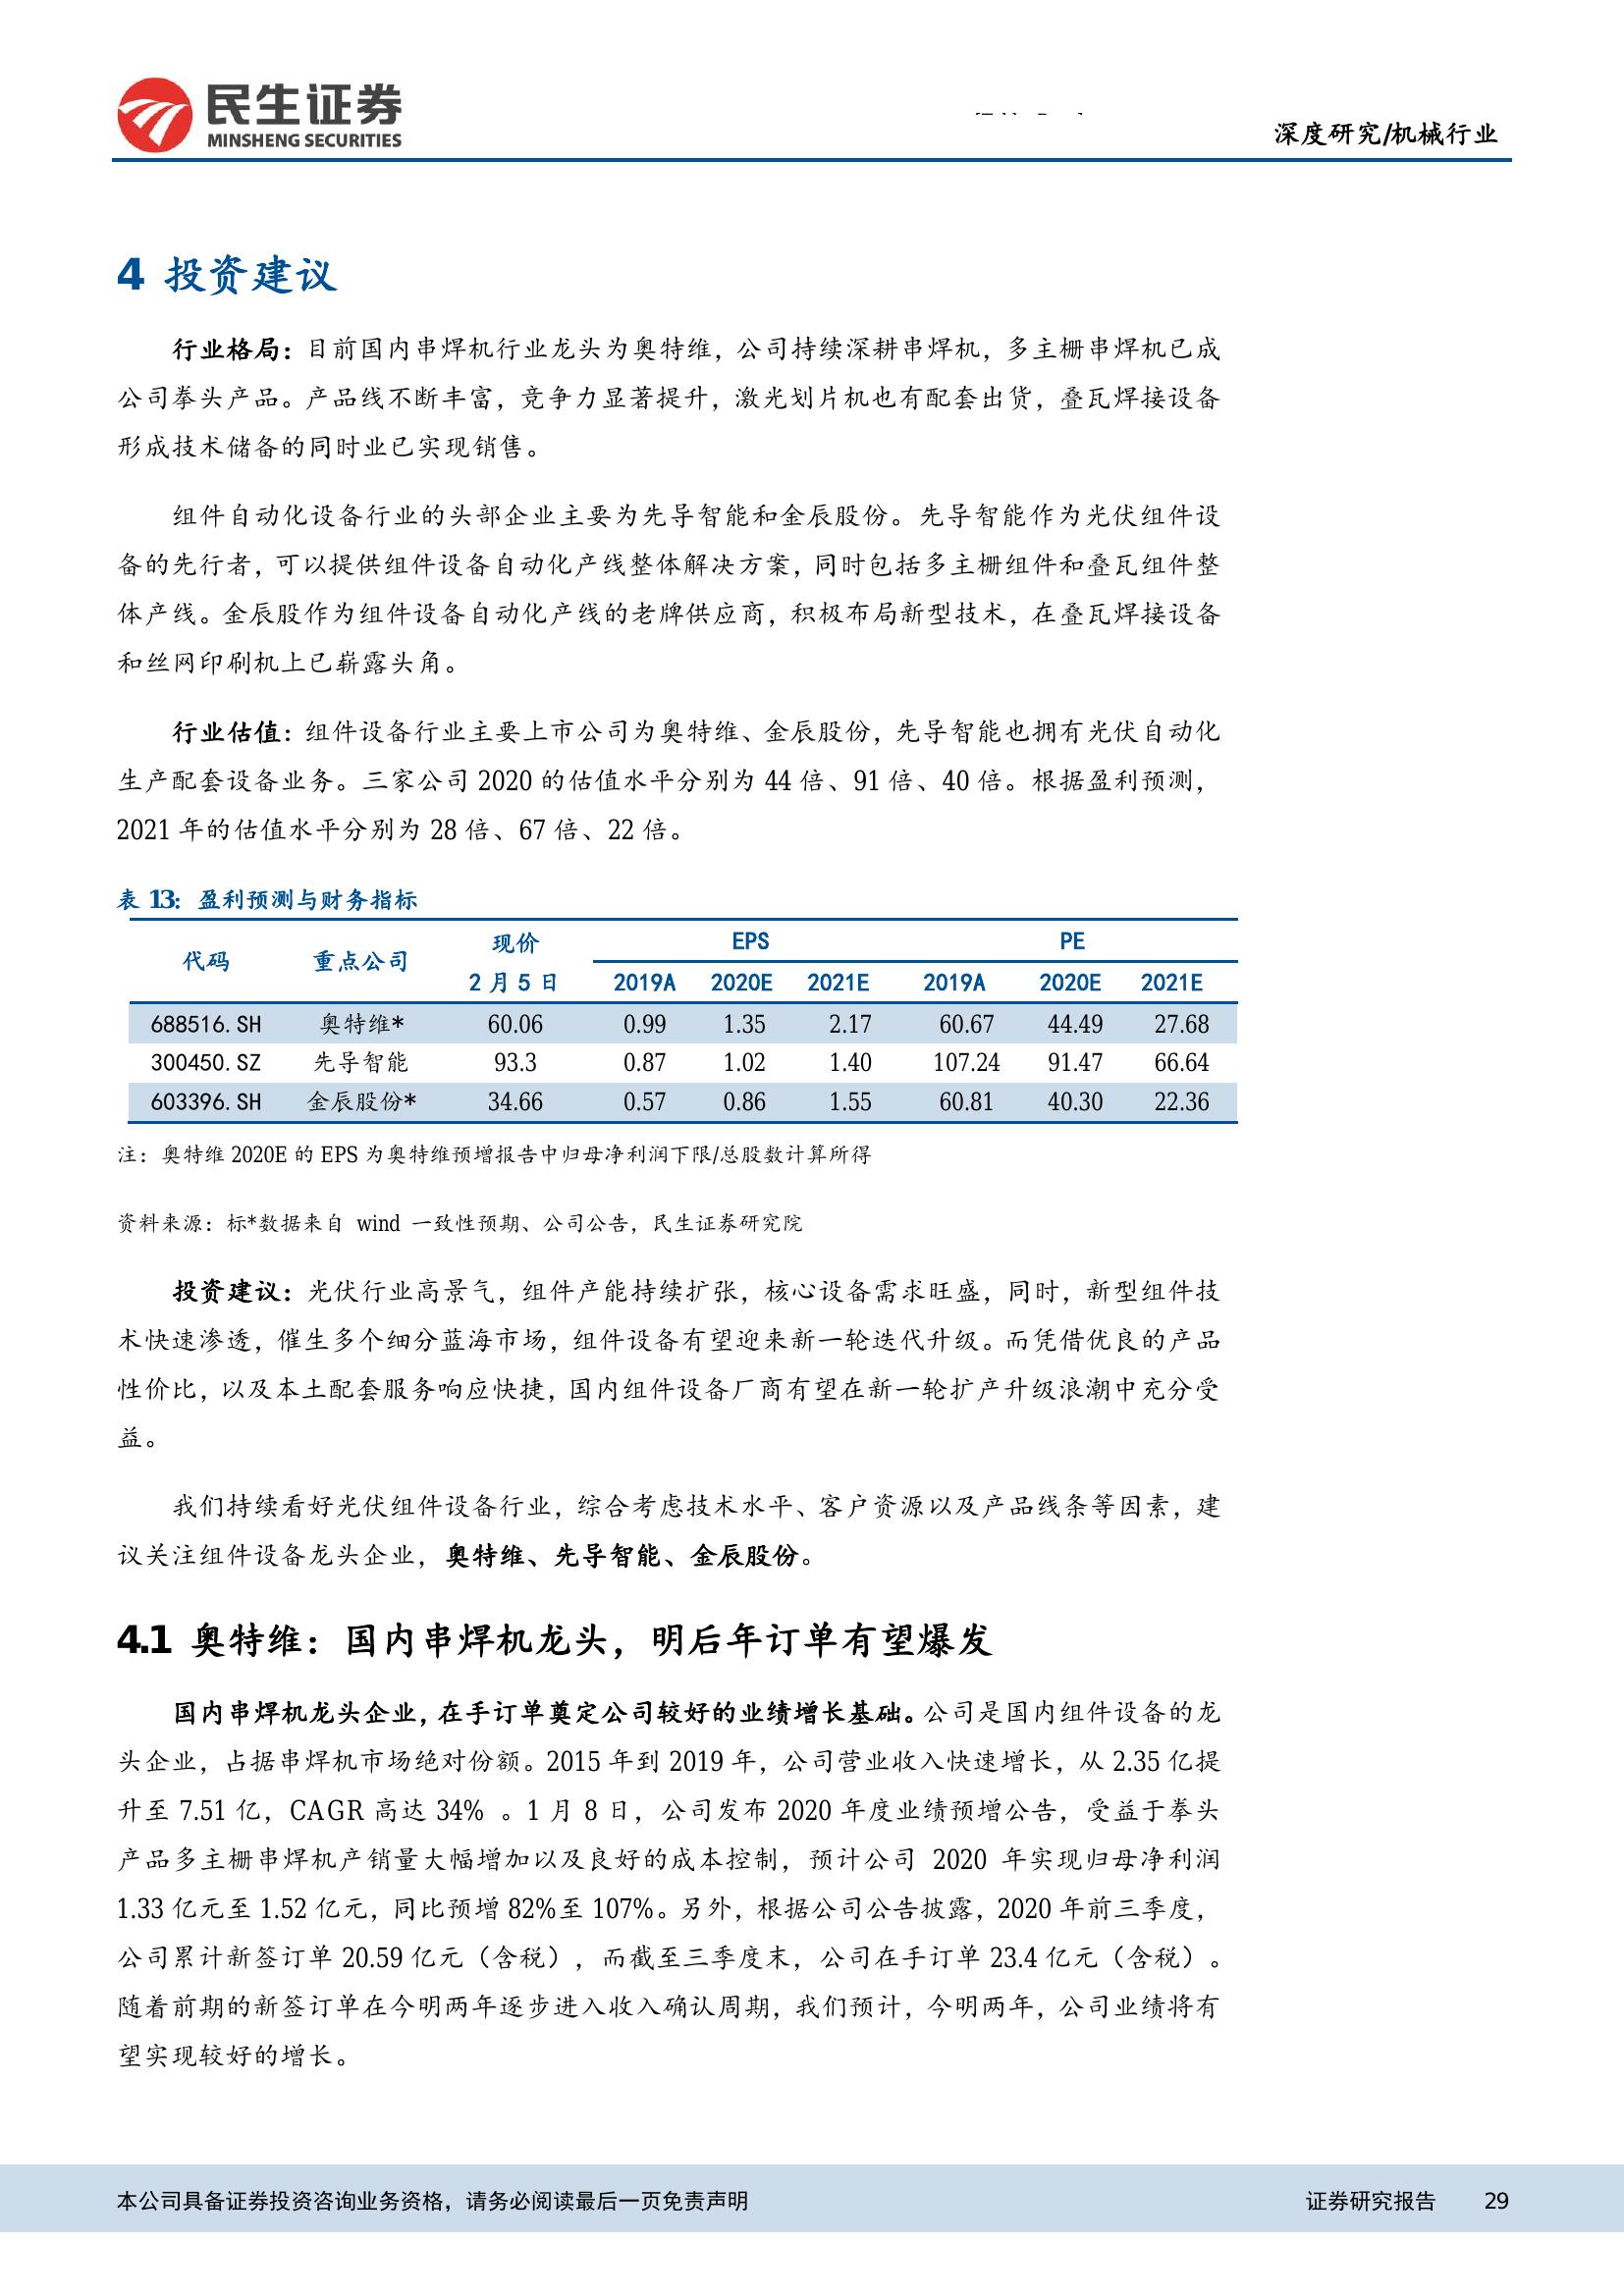 民生证券
MINSHENG SECURITIES
深度研究/机械行业
4 投资建议
行业格局：目前国内串焊机行业龙头为奥特维，公司持续深耕串焊机，多主栅串焊机已成
公司拳头产品。产品线不断丰富，竞争力显著提升，激光划片机也有配套出货，叠瓦焊接设备
形成技术储备的同时业已实现销售。
组件自动化设备行业的头部企业主要为先导智能和金辰股份。先导智能作为光伏组件设
备的先行者，可以提供组件设备自动化产线整体解决方案，同时包括多主栅组件和叠瓦组件整
体产线。金辰股作为组件设备自动化产线的老牌供应商，积极布局新型技术，在叠瓦焊接设备
和丝网印刷机上已崭露头角。
行业估值：组件设备行业主要上市公司为奥特维、金辰股份，先导智能也拥有光伏自动化
生产配套设备业务。三家公司 2020 的估值水平分别为 44 倍、91 倍、40 倍。根据盈利预测，
2021 年的估值水平分别为 28 倍、67 倍、22 倍。
表 13：盈利预测与财务指标
代码 重点公司 现价 EPS PE
2 月 5 日 2019A 2020E 2021E 2019A 2020E 2021E
688516.SH 奥特维* 60.06 0.99 1.35 2.17 60.67 44.49 27.68
300450.SZ 先导智能 93.3 0.87 1.02 1.40 107.24 91.47 66.64
603396.SH 金辰股份* 34.66 0.57 0.86 1.55 60.81 40.30 22.36
注：奥特维 2020E 的 EPS 为奥特维预增报告中归母净利润下限/总股数计算所得
资料来源：标*数据来自 wind 一致性预期、公司公告，民生证券研究院
投资建议：光伏行业高景气，组件产能持续扩张，核心设备需求旺盛，同时，新型组件技
术快速渗透，催生多个细分蓝海市场，组件设备有望迎来新一轮迭代升级。而凭借优良的产品
性价比，以及本土配套服务响应快捷，国内组件设备厂商有望在新一轮扩产升级浪潮中充分受
益。
我们持续看好光伏组件设备行业，综合考虑技术水平、客户资源以及产品线条等因素，建
议关注组件设备龙头企业，奥特维、先导智能、金辰股份。
4.1 奥特维：国内串焊机龙头，明后年订单有望爆发
国内串焊机龙头企业，在手订单奠定公司较好的业绩增长基础。公司是国内组件设备的龙
头企业，占据串焊机市场绝对份额。2015 年到 2019 年，公司营业收入快速增长，从 2.35 亿提
升至 7.51 亿，CAGR 高达 34% 。1 月 8 日，公司发布 2020 年度业绩预增公告，受益于拳头
产品多主栅串焊机产销量大幅增加以及良好的成本控制，预计公司 2020 年实现归母净利润
1.33 亿元至 1.52 亿元，同比预增 82%至 107%。另外，根据公司公告披露，2020 年前三季度，
公司累计新签订单 20.59 亿元（含税），而截至三季度末，公司在手订单 23.4 亿元（含税）。
随着前期的新签订单在今明两年逐步进入收入确认周期，我们预计，今明两年，公司业绩将有
望实现较好的增长。
本公司具备证券投资咨询业务资格，请务必阅读最后一页免责声明 证券研究报告 29